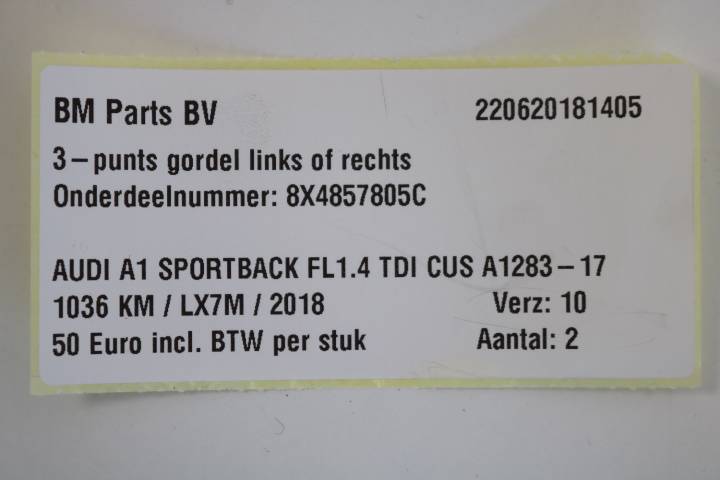 BM Parts BV 220620181405
3-punts gordel links of rechts
Onderdeelnummer: 8X4857805C
AUDI A1 SPORTBACK FL1.4 TDI CUS A1283-17
1036 KM / LX7M / 2018 Verz: 10
50 Euro incl. BTW per stuk Aantal: 2